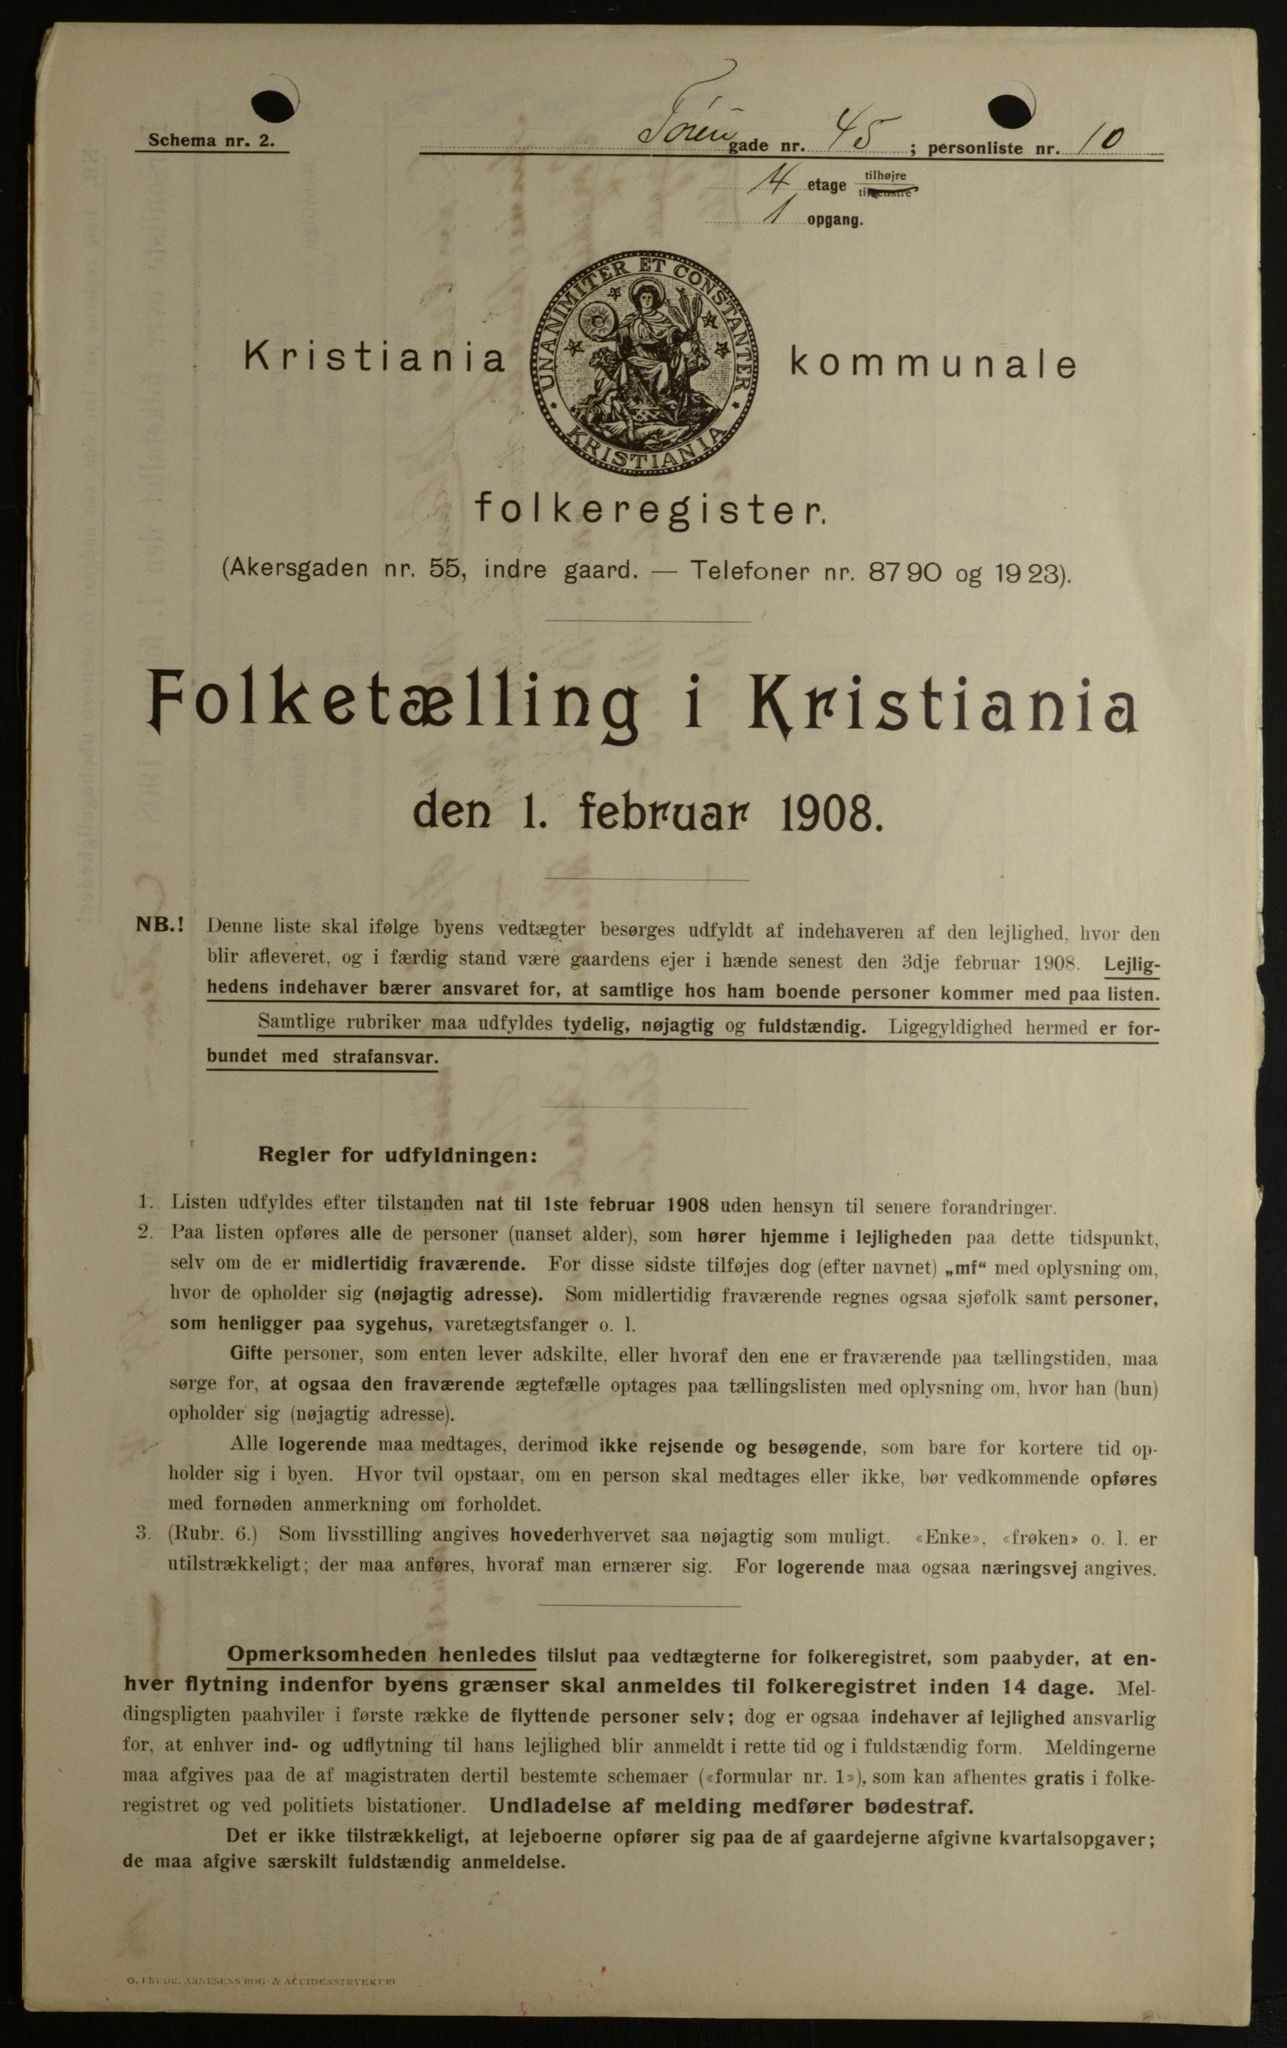 Schema nr. 2.
Tøien gade nr. 45 ; personliste nr. 10
4 etage tilhøjre
tilvenstre
1 opgang.
UNANIMITER ET CONSTANTER
KRISTIANIA
Kristiania kommunale
folkeregister.
(Akersgaden nr. 55, indre gaard. — Telefoner nr. 87 90 og 19 23).
Folketælling i Kristiania
den 1. februar 1908.
NB.! Denne liste skal ifølge byens vedtægter besørges udfyldt af indehaveren af den lejlighed, hvor den
blir afleveret, og i færdig stand være gaardens ejer i hænde senest den 3dje februar 1908. Lejlig-
hedens indehaver bærer ansvaret for, at samtlige hos ham boende personer kommer med paa listen.
Samtlige rubriker maa udfyldes tydelig, nøjagtig og fuldstændig. Ligegyldighed hermed er for-
bundet med strafansvar.
Regler for udfyldningen:
1. Listen udfyldes efter tilstanden nat til 1ste februar 1908 uden hensyn til senere forandringer.
2. Paa listen opføres alle de personer (uanset alder), som hører hjemme i lejligheden paa dette tidspunkt,
selv om de er midlertidig fraværende. For disse sidste tilføjes dog (efter navnet) „mf“ med oplysning om,
hvor de opholder sig (nøjagtig adresse). Som midlertidig fraværende regnes ogsaa sjøfolk samt personer,
som henligger paa sygehus, varetægtsfanger o. l.
Gifte personer, som enten lever adskilte, eller hvoraf den ene er fraværende paa tællingstiden, maa
sørge for, at ogsaa den fraværende ægtefælle optages paa tællingslisten med oplysning om, hvor han (hun)
opholder sig (nøjagtig adresse).
Alle logerende maa medtages, derimod ikke rejsende og besøgende, som bare for kortere tid op-
holder sig i byen. Hvor tvil opstaar, om en person skal medtages eller ikke, bør vedkommende opføres
med fornøden anmerkning om forholdet.
3. (Rubr. 6.) Som livsstilling angives hovederhvervet saa nøjagtig som muligt. «Enke», «frøken» o. l. er
utilstrækkeligt; der maa anføres, hvoraf man ernærer sig. For logerende maa ogsaa næringsvej angives.
Opmerksomheden henledes tilslut paa vedtægterne for folkeregistret, som paabyder, at en-
hver flytning indenfor byens grænser skal anmeldes til folkeregistret inden 14 dage. Mel-
dingspligten paahviler i første række de flyttende personer selv; dog er ogsaa indehaver af lejlighed ansvarlig
for, at enhver ind- og udflytning til hans lejlighed blir anmeldt i rette tid og i fuldstændig form. Meldingerne
maa afgives paa de af magistraten dertil bestemte schemaer («formular nr. 1»), som kan afhentes gratis i folke-
registret og ved politiets bistationer. Undladelse af melding medfører bødestraf.
Det er ikke tilstrækkeligt, at lejeboerne opfører sig paa de af gaardejerne afgivne kvartalsopgaver;
de maa afgive særskilt fuldstændig anmeldelse.
O. FREDR. ARNESENS BOG- & ACCIDENSTRYKKERI